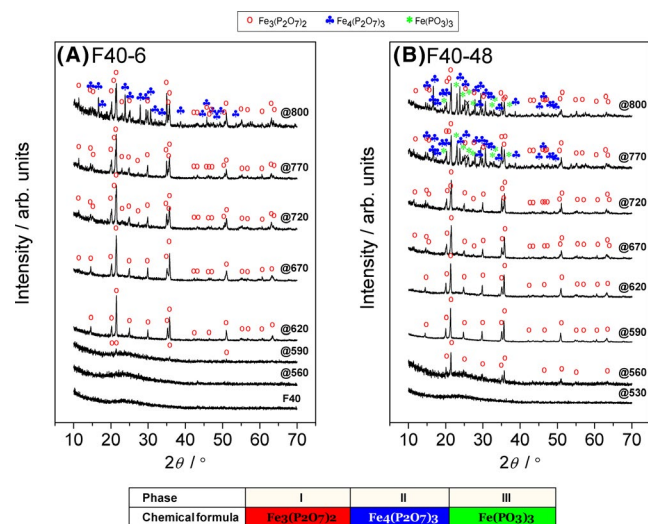 Fe3(P2O7)2 Fe4(P2O7)3 Fe(PO3)3
(A) F40-6
@800
@770
@720
@670
@620
@590
@560
F40
Intensity / arb. units
10 20 30 40 50 60 70
2θ / °
(B) F40-48
@800
@770
@720
@670
@620
@590
@560
@530
Intensity / arb. units
10 20 30 40 50 60 70
2θ / °
Phase I II III
Chemical formula Fe3(P2O7)2 Fe4(P2O7)3 Fe(PO3)3